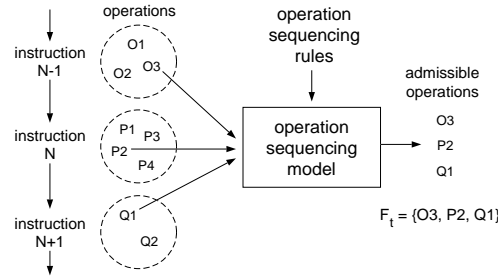 operations
instruction
N-1
O1
O2
O3
instruction
N
P1
P3
P2
P4
instruction
N+1
Q1
Q2
operation
sequencing
rules
operation
sequencing
model
admissible
operations
O3
P2
Q1
F_t = {O3, P2, Q1}